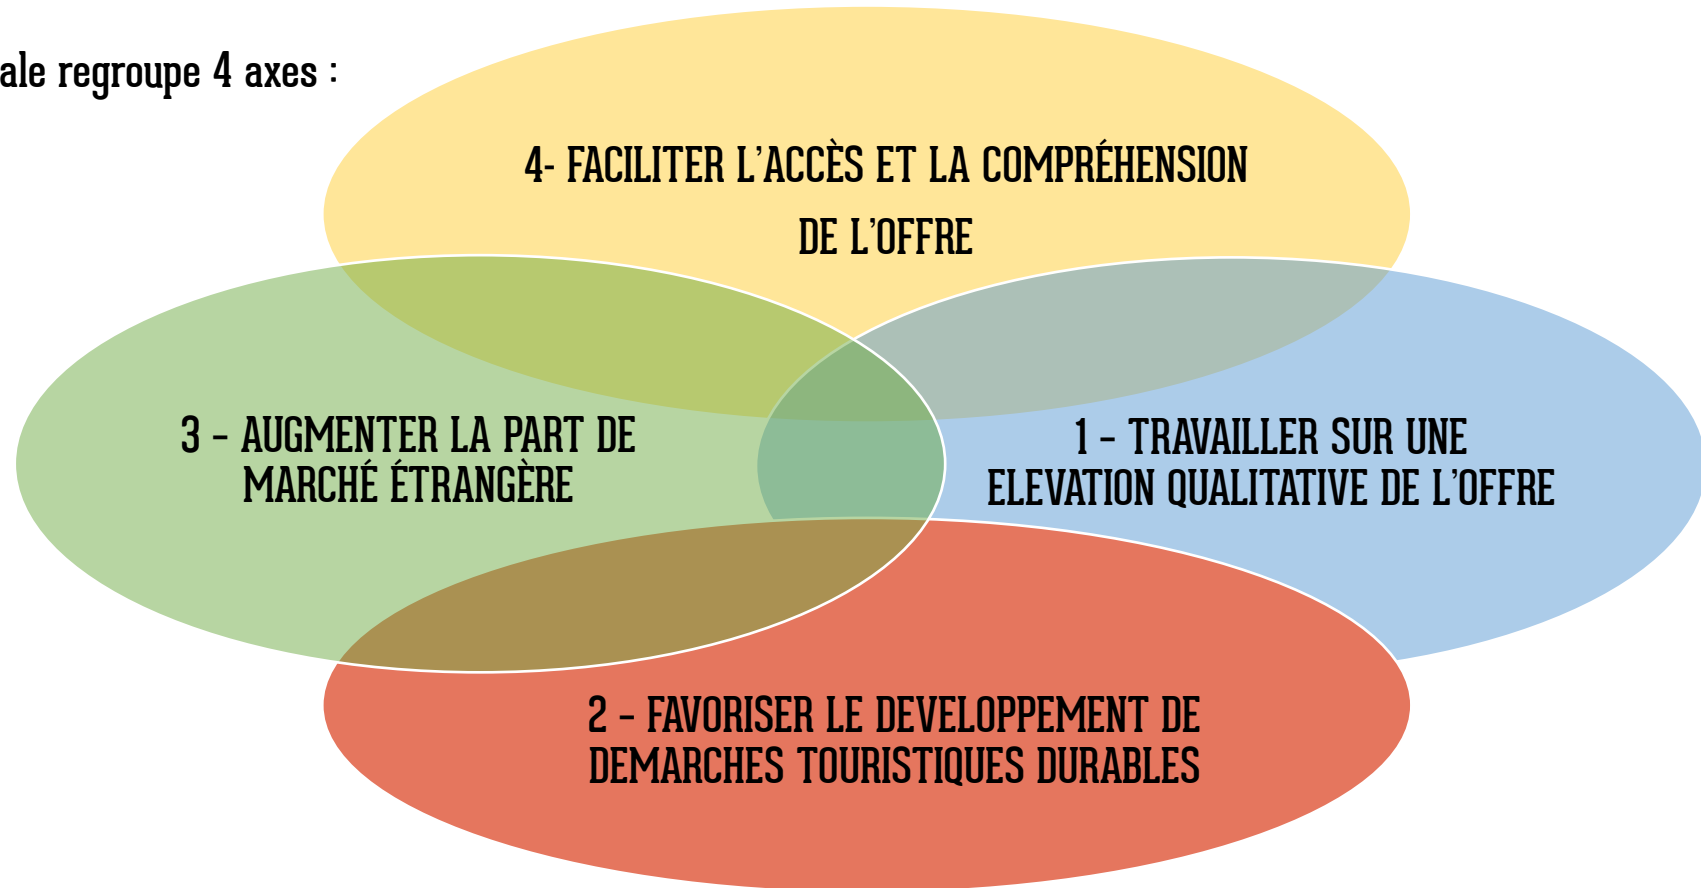 ale regroupe 4 axes :
4- FACILITER L’ACCÈS ET LA COMPRÉHENSION
DE L’OFFRE
3 – AUGMENTER LA PART DE
MARCHÉ ÉTRANGÈRE
1 – TRAVAILLER SUR UNE
ELEVATION QUALITATIVE DE L’OFFRE
2 – FAVORISER LE DEVELOPPEMENT DE
DEMARCHES TOURISTIQUES DURABLES